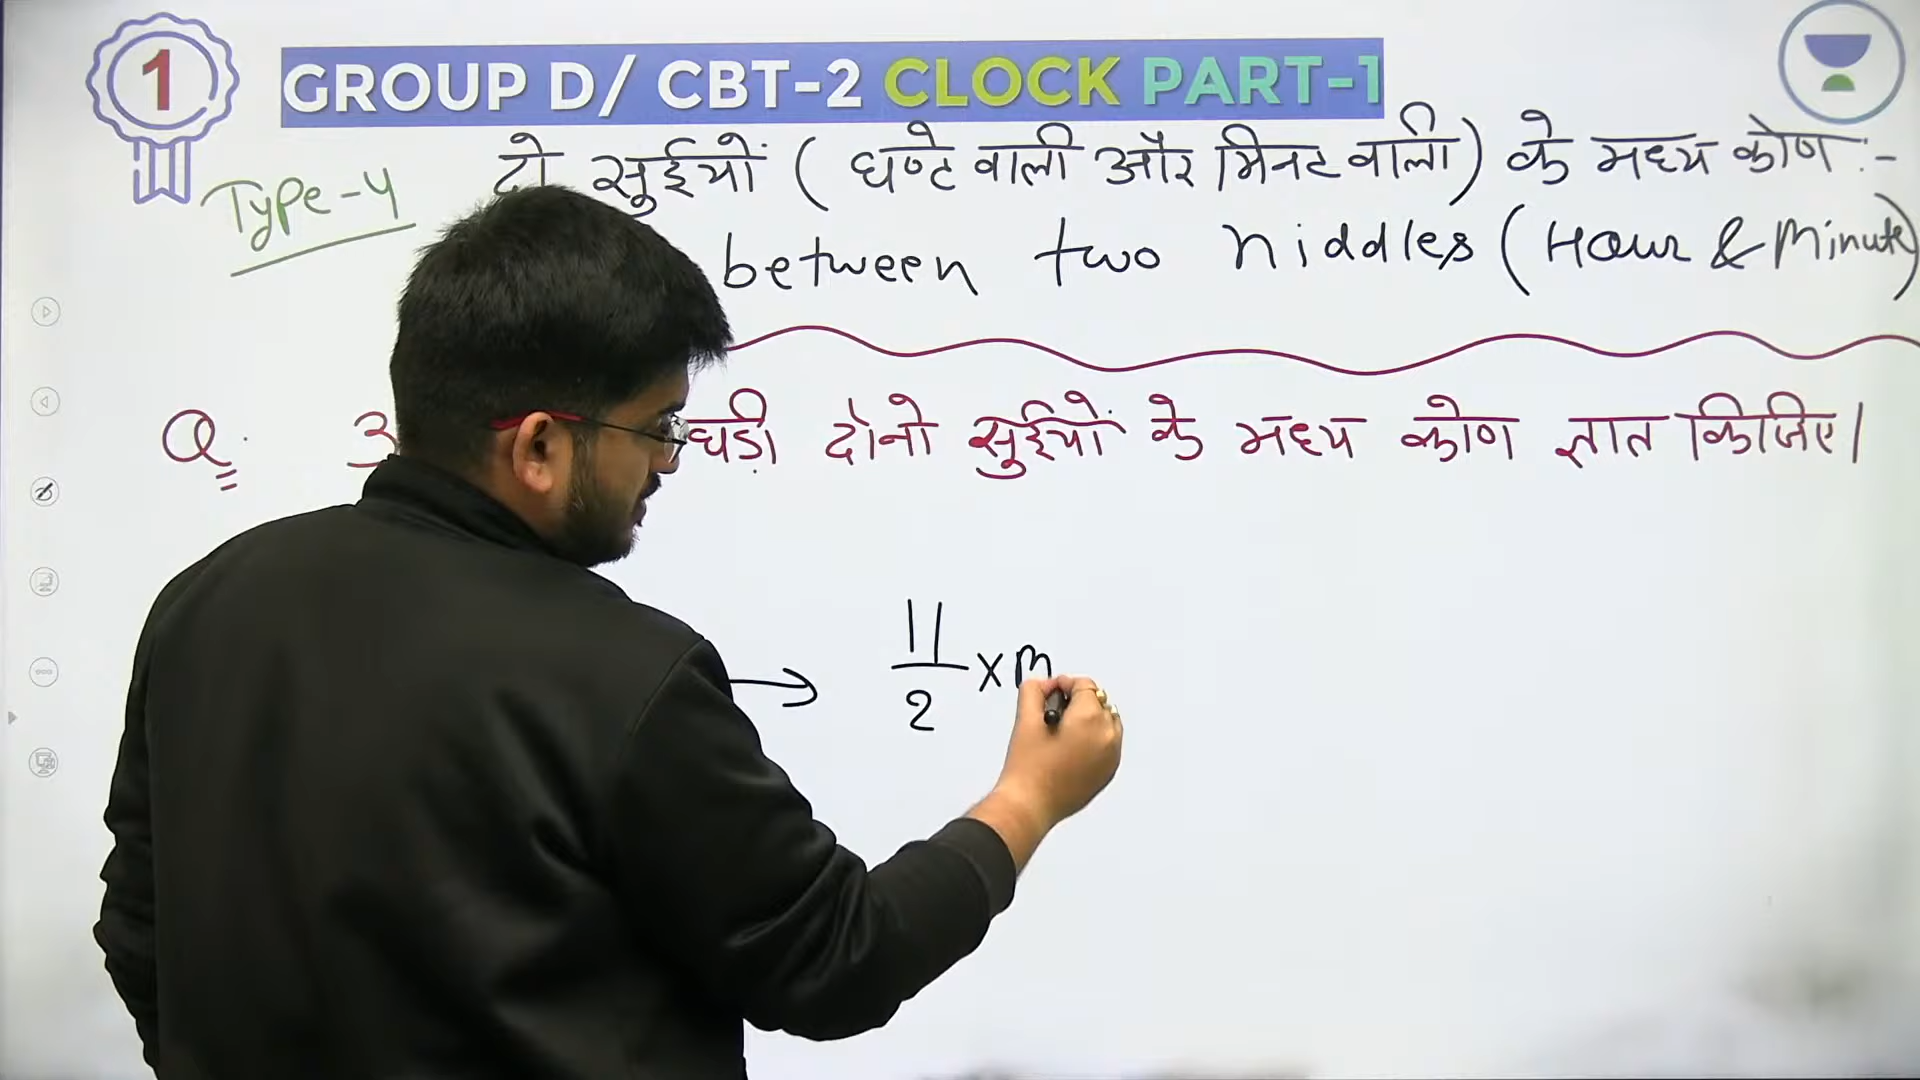 1
GROUP D/ CBT-2 CLOCK PART-1
दो सुईयों ( घण्टे वाली और मिनट वाली) के मध्य कोण :-
Type-4
between two niddles (Hour & Minute)
Q. 3 घड़ी दोनो सुईयों के मध्य कोण ज्ञात किजिए।
→ 11/2 × m